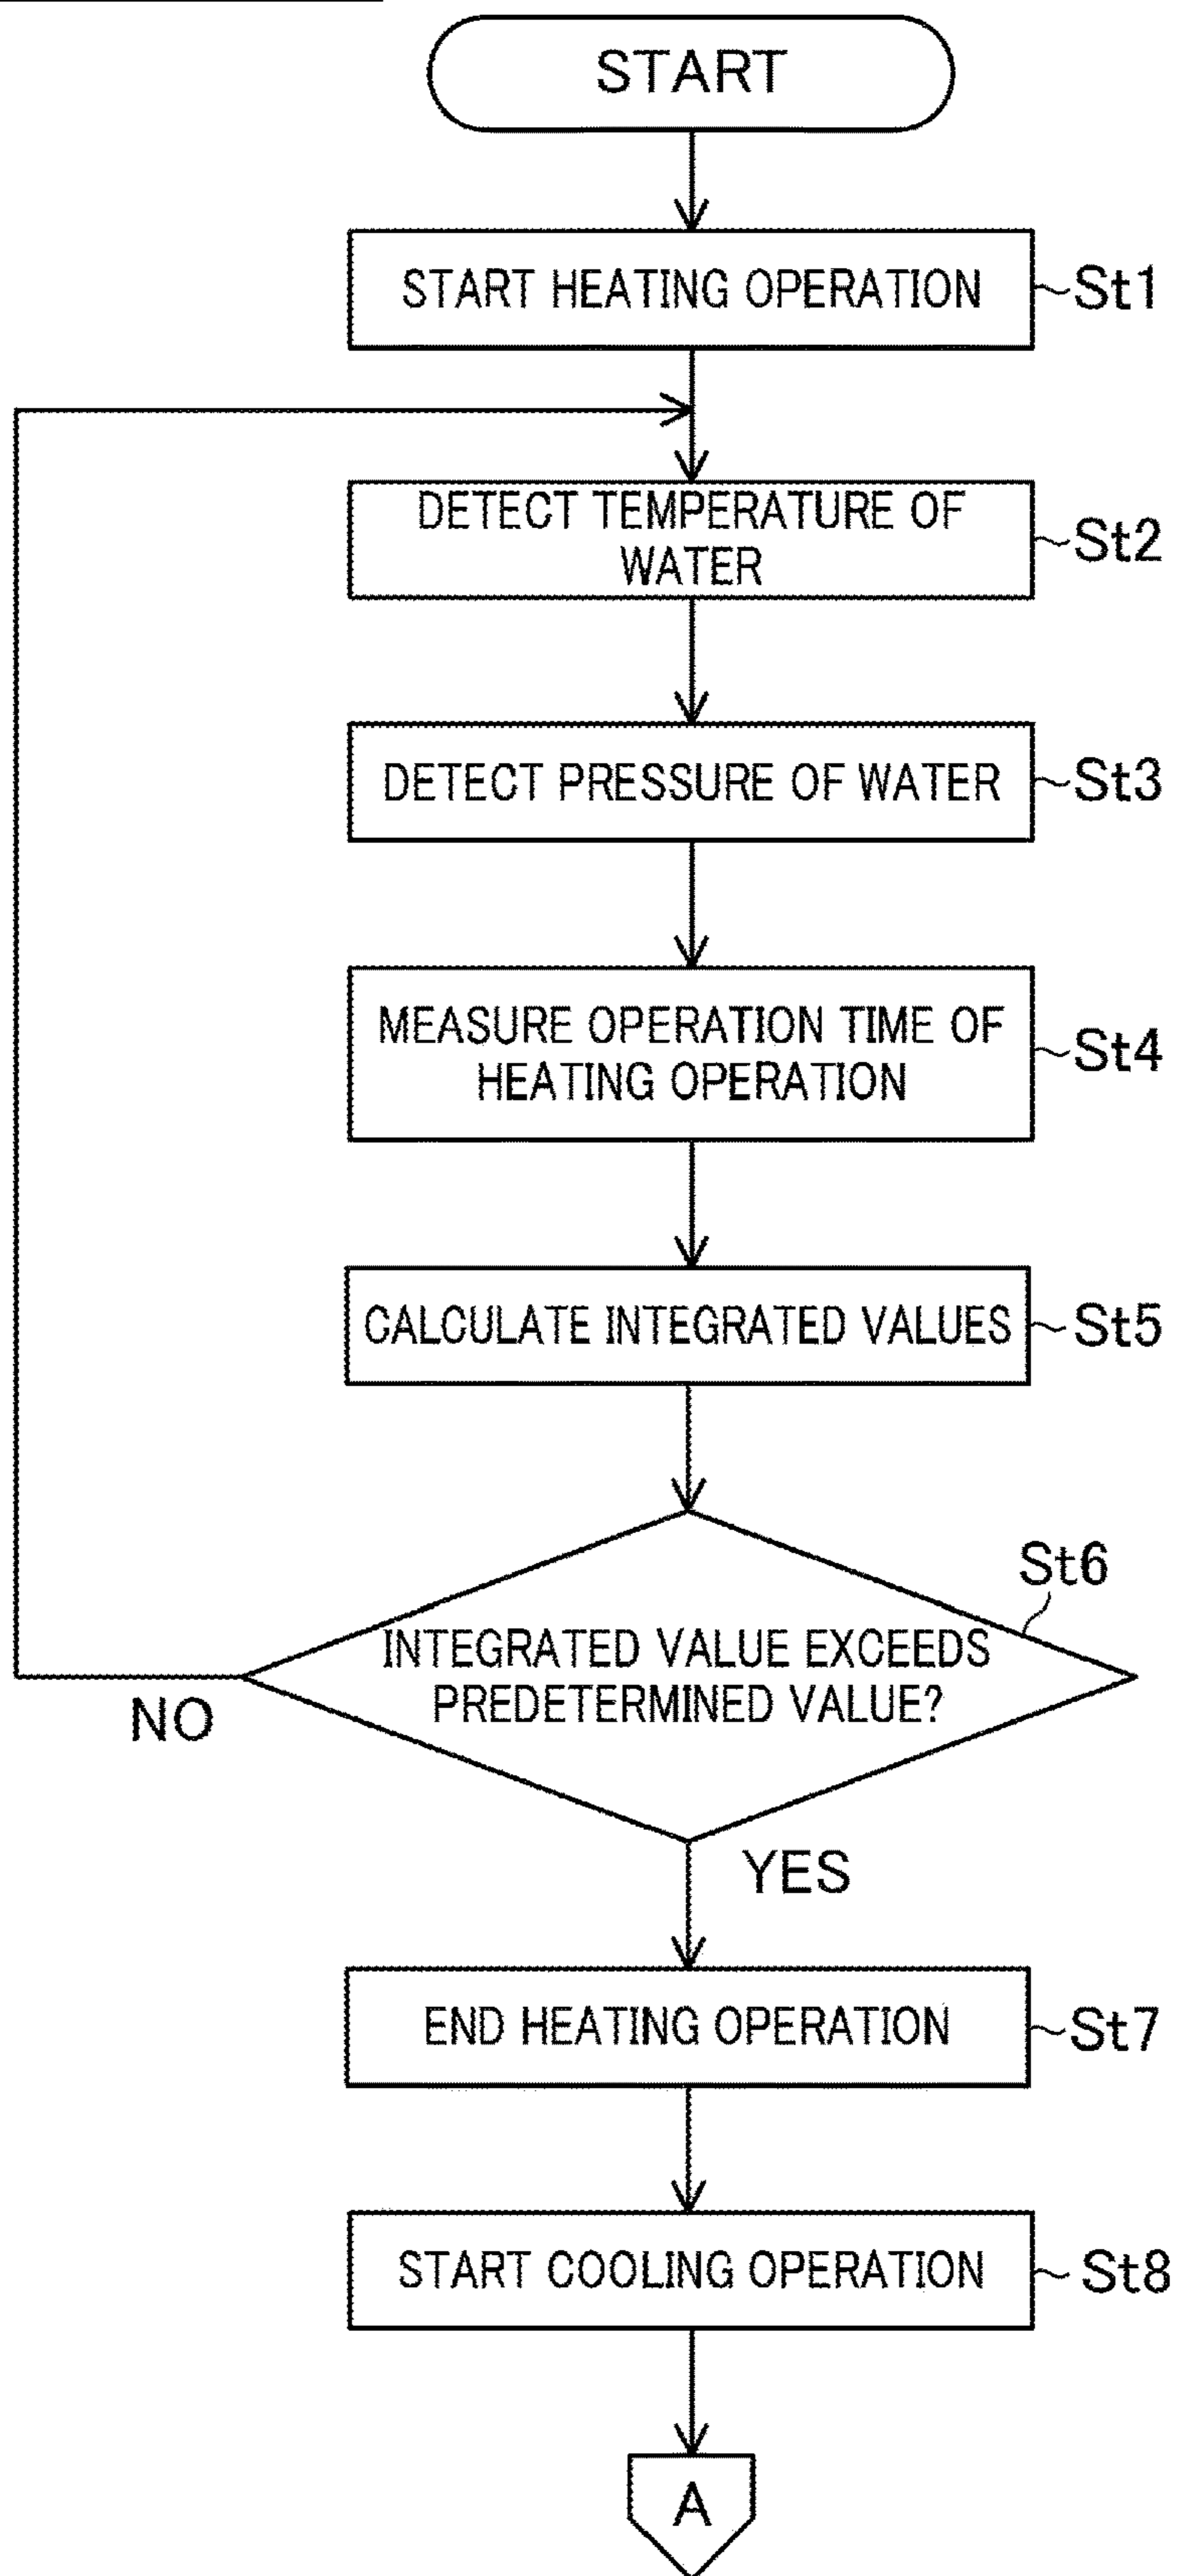 START
START HEATING OPERATION
St1
DETECT TEMPERATURE OF
WATER
St2
DETECT PRESSURE OF WATER
St3
MEASURE OPERATION TIME OF
HEATING OPERATION
St4
CALCULATE INTEGRATED VALUES
St5
St6
INTEGRATED VALUE EXCEEDS
PREDETERMINED VALUE?
NO
YES
END HEATING OPERATION
St7
START COOLING OPERATION
St8
A